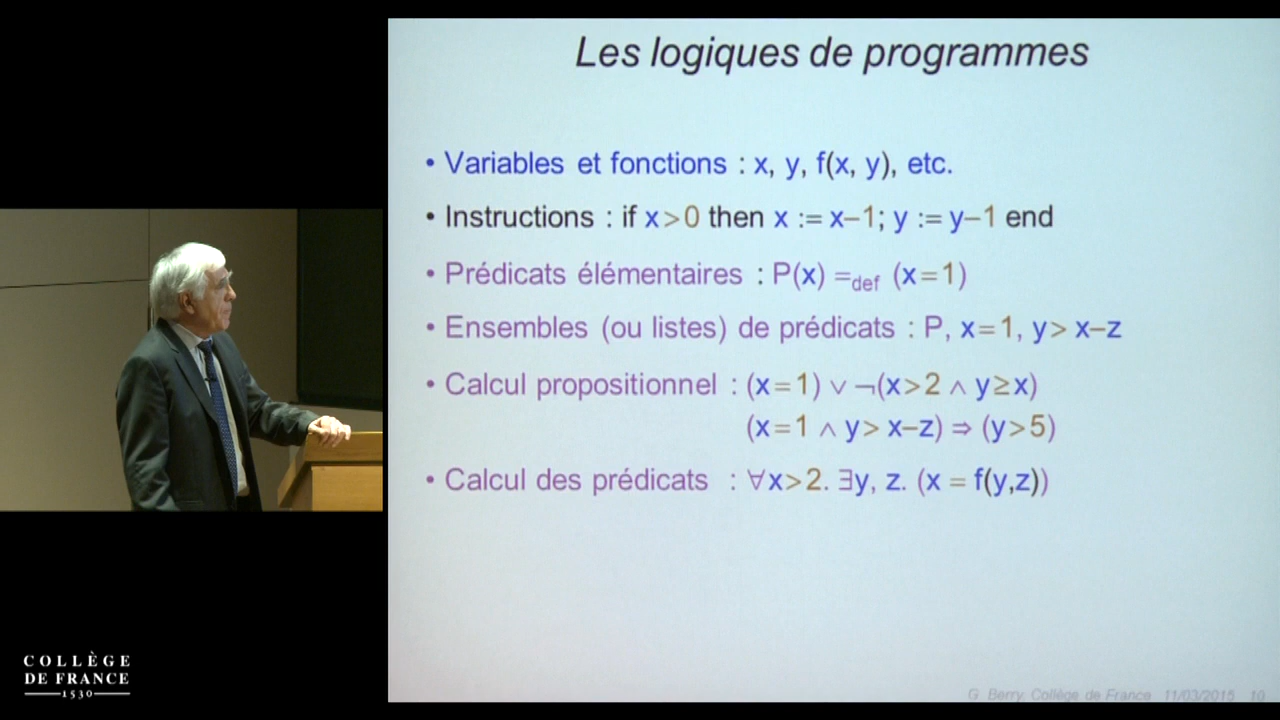 Les logiques de programmes
• Variables et fonctions : x, y, f(x, y), etc.
• Instructions : if x>0 then x := x–1; y := y–1 end
• Prédicats élémentaires : P(x) =def (x=1)
• Ensembles (ou listes) de prédicats : P, x=1, y> x–z
• Calcul propositionnel : (x=1) ∨ ¬(x>2 ∧ y≥x)
(x=1 ∧ y> x–z) ⇒ (y>5)
• Calcul des prédicats : ∀x>2. ∃y, z. (x = f(y,z))
G. Berry, Collège de France 11/03/2015 10
COLLÈGE
DE FRANCE
1530